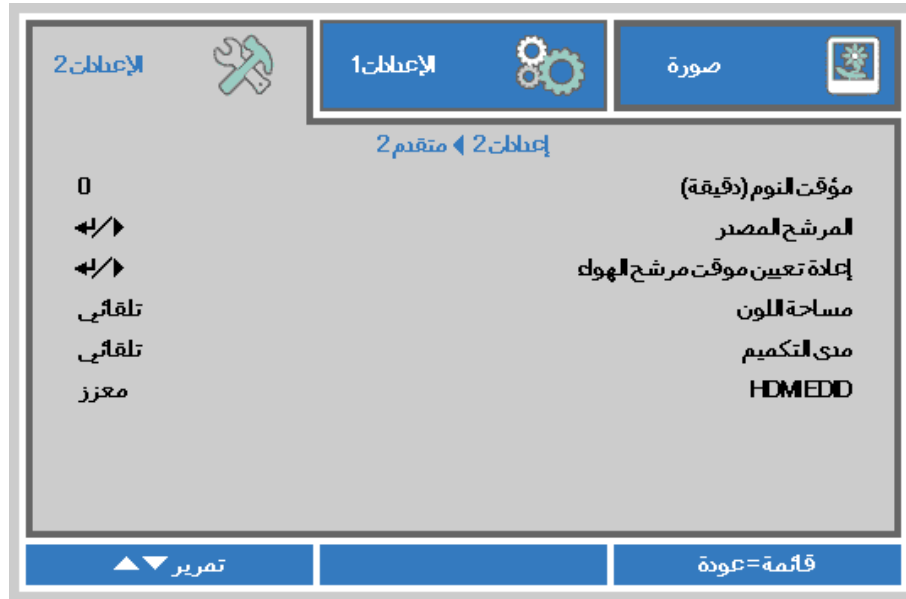 صورة
الإعدادات1
الإعدادات2
إعدادات2 ◀ متقدم2
مؤقت النوم (دقيقة) 0
المرشح المصدر ↵/▶
إعادة تعيين موقت مرشح الهواء ↵/▶
مساحة اللون تلقائي
مدى التكميم تلقائي
HDMI EDID معزز
قائمة=عودة
تمرير ▼▲